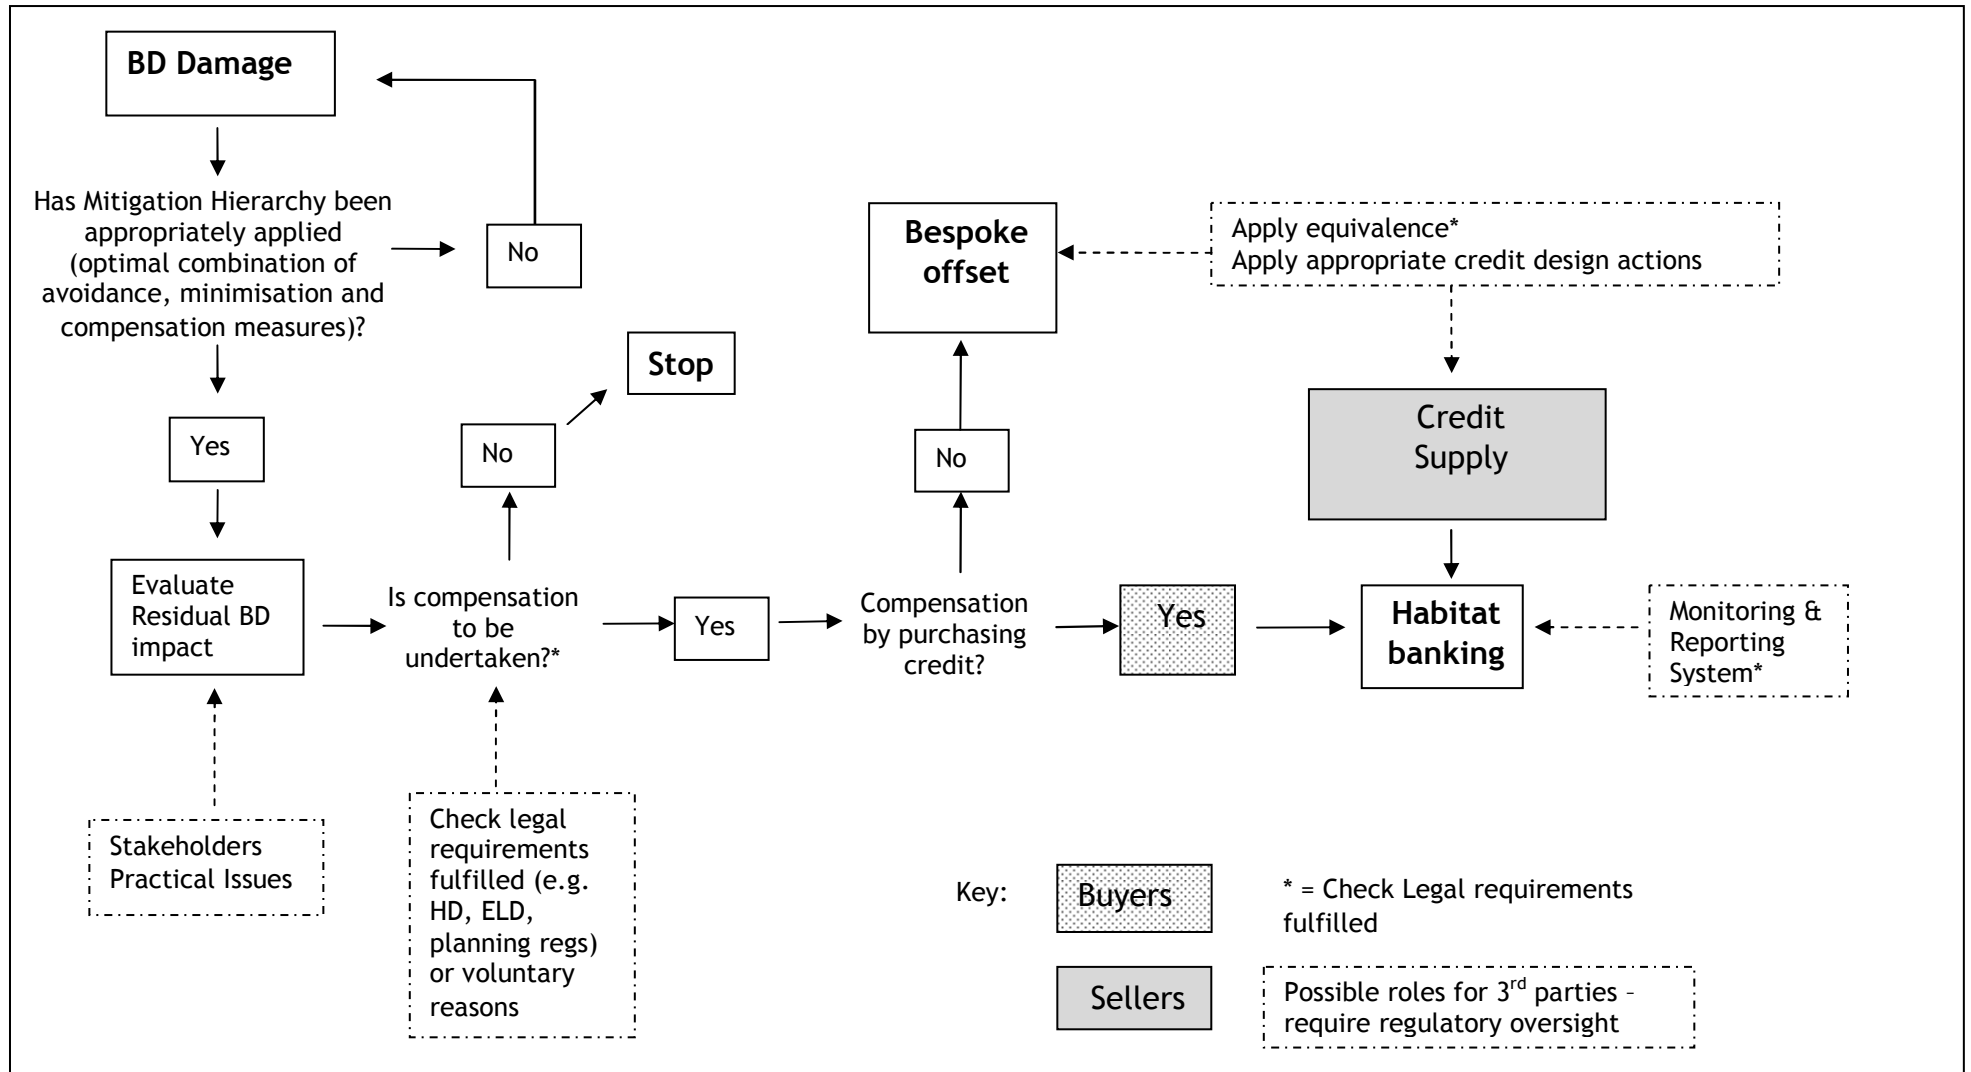 BD Damage
Has Mitigation Hierarchy been
appropriately applied
(optimal combination of
avoidance, minimisation and
compensation measures)?
No
Yes
Evaluate
Residual BD
impact
Stakeholders
Practical Issues
Stop
No
Is compensation
to be
undertaken?*
Check legal
requirements
fulfilled (e.g.
HD, ELD,
planning regs)
or voluntary
reasons
Yes
Compensation
by purchasing
credit?
No
Bespoke
offset
Apply equivalence*
Apply appropriate credit design actions
Credit
Supply
Yes
Habitat
banking
Monitoring &
Reporting
System*
Key:
Buyers
* = Check Legal requirements
fulfilled
Sellers
Possible roles for 3rd parties –
require regulatory oversight